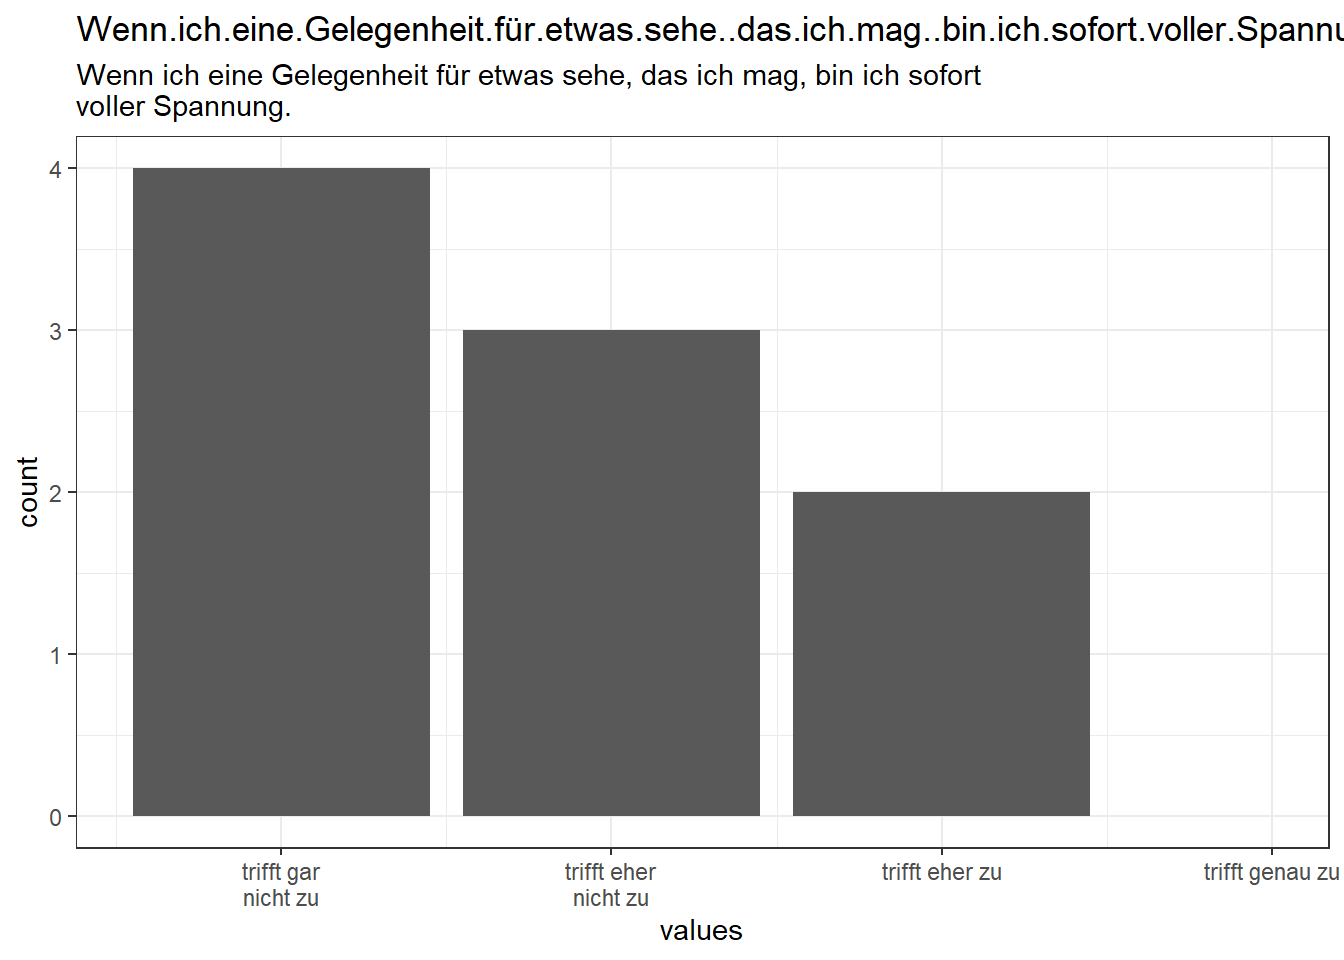 Wenn.ich.eine.Gelegenheit.für.etwas.sehe..das.ich.mag..bin.ich.sofort.voller.Spannu
Wenn ich eine Gelegenheit für etwas sehe, das ich mag, bin ich sofort
voller Spannung.
4
3
2
1
0
count
trifft gar
nicht zu
trifft eher
nicht zu
trifft eher zu
trifft genau zu
values